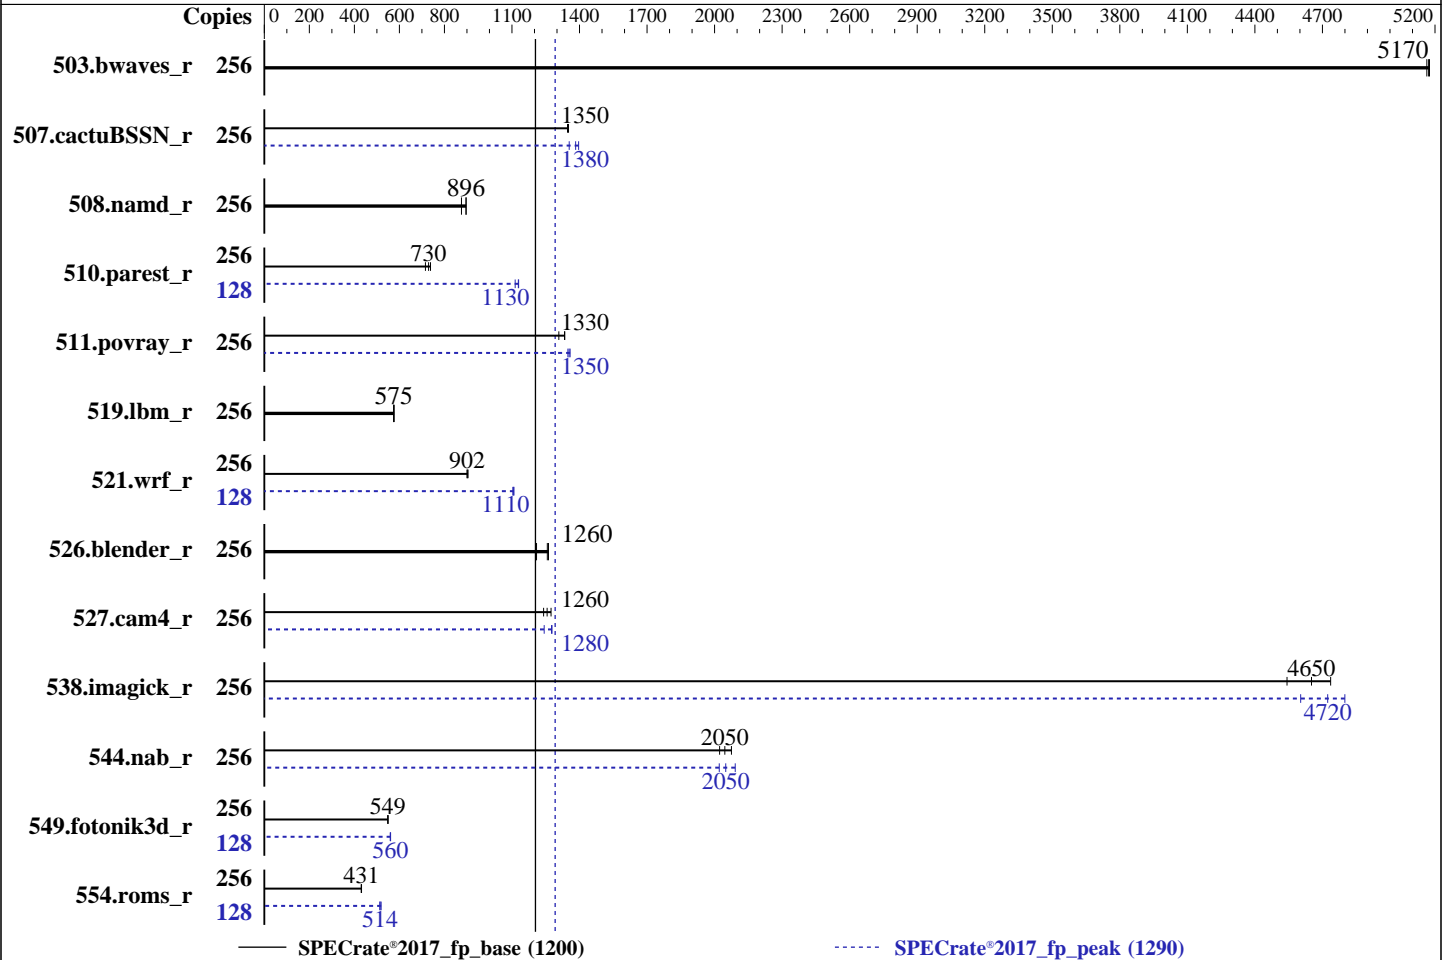 Copies 0 200 400 600 800 1100 1400 1700 2000 2300 2600 2900 3200 3500 3800 4100 4400 4700 5200
503.bwaves_r 256 5170
507.cactuBSSN_r 256 1350
1380
508.namd_r 256 896
510.parest_r 256 730
128 1130
511.povray_r 256 1330
1350
519.lbm_r 256 575
521.wrf_r 256 902
128 1110
526.blender_r 256 1260
527.cam4_r 256 1260
1280
538.imagick_r 256 4650
4720
544.nab_r 256 2050
2050
549.fotonik3d_r 256 549
128 560
554.roms_r 256 431
128 514
SPECrate®2017_fp_base (1200) SPECrate®2017_fp_peak (1290)